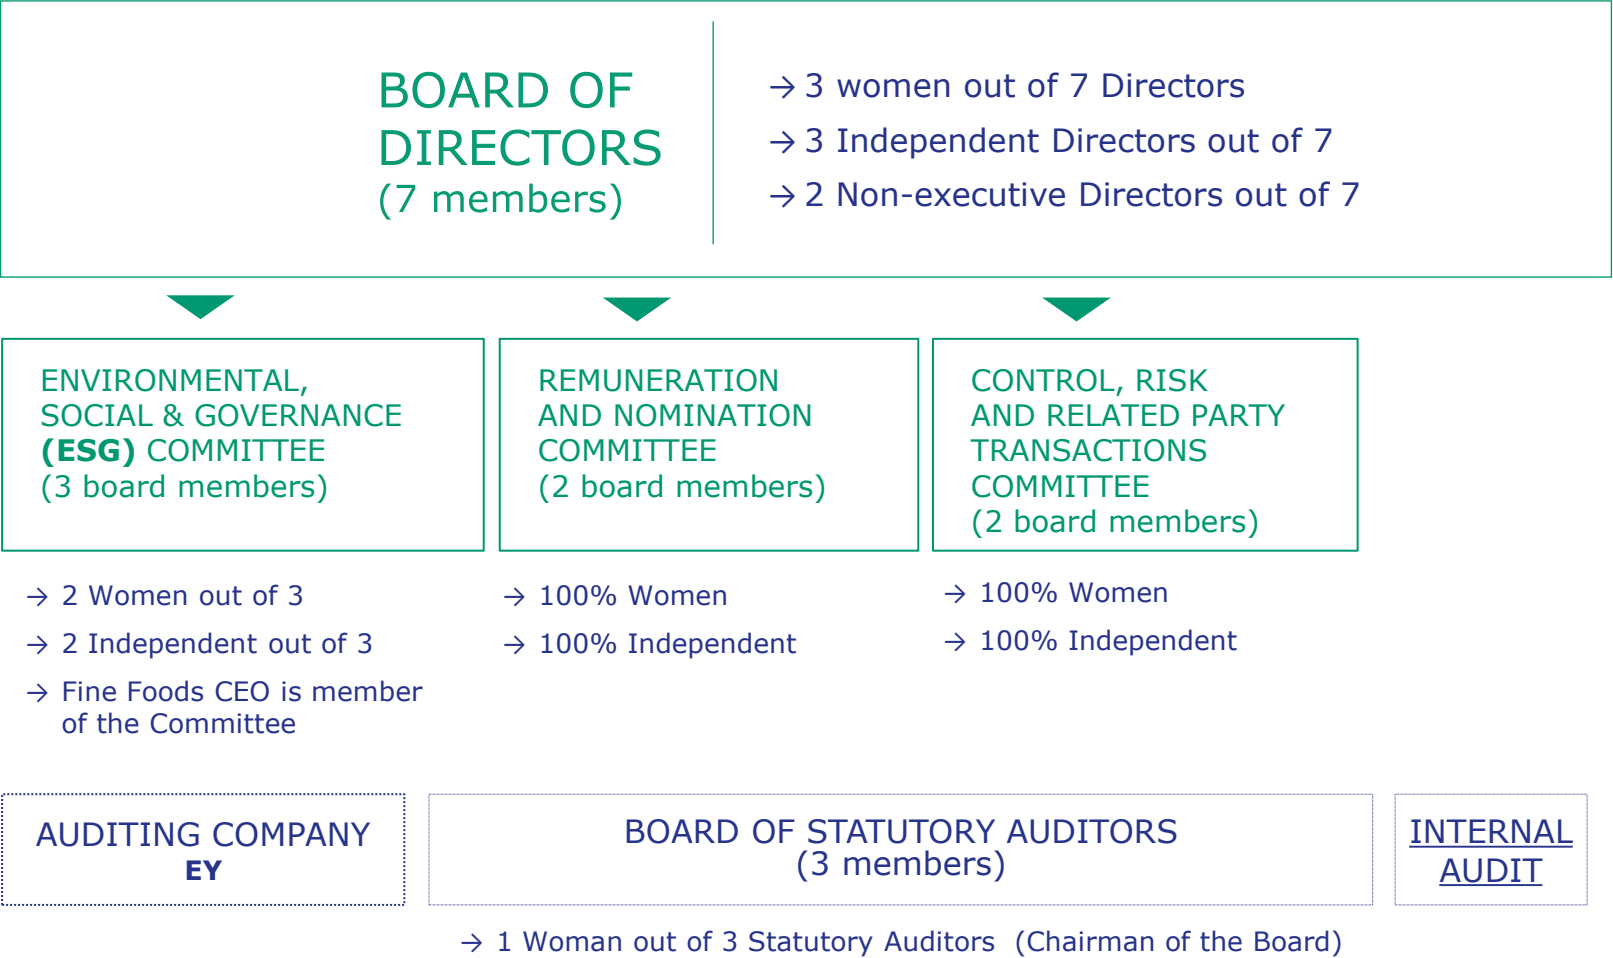 BOARD OF
DIRECTORS
(7 members)
→ 3 women out of 7 Directors
→ 3 Independent Directors out of 7
→ 2 Non-executive Directors out of 7
ENVIRONMENTAL,
SOCIAL & GOVERNANCE
(ESG) COMMITTEE
(3 board members)
→ 2 Women out of 3
→ 2 Independent out of 3
→ Fine Foods CEO is member
of the Committee
REMUNERATION
AND NOMINATION
COMMITTEE
(2 board members)
→ 100% Women
→ 100% Independent
CONTROL, RISK
AND RELATED PARTY
TRANSACTIONS
COMMITTEE
(2 board members)
→ 100% Women
→ 100% Independent
AUDITING COMPANY
EY
BOARD OF STATUTORY AUDITORS
(3 members)
→ 1 Woman out of 3 Statutory Auditors (Chairman of the Board)
INTERNAL
AUDIT